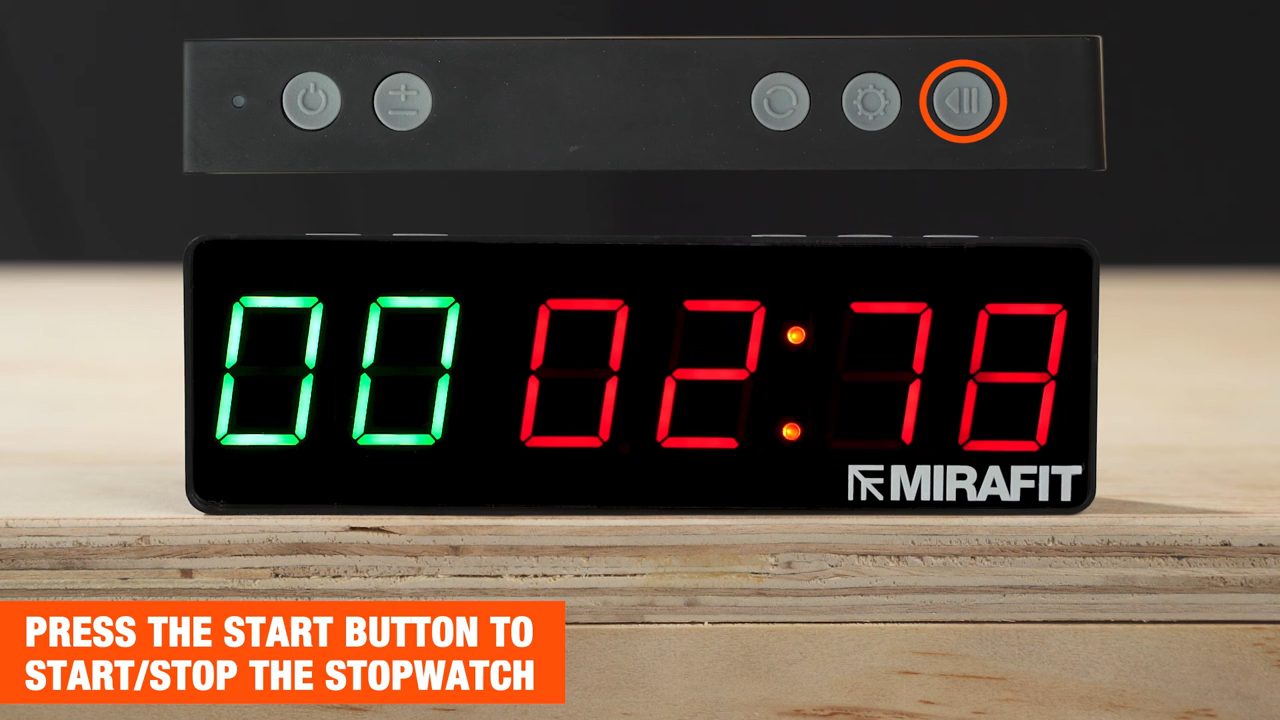 00 02:78
MIRAFIT
PRESS THE START BUTTON TO
START/STOP THE STOPWATCH